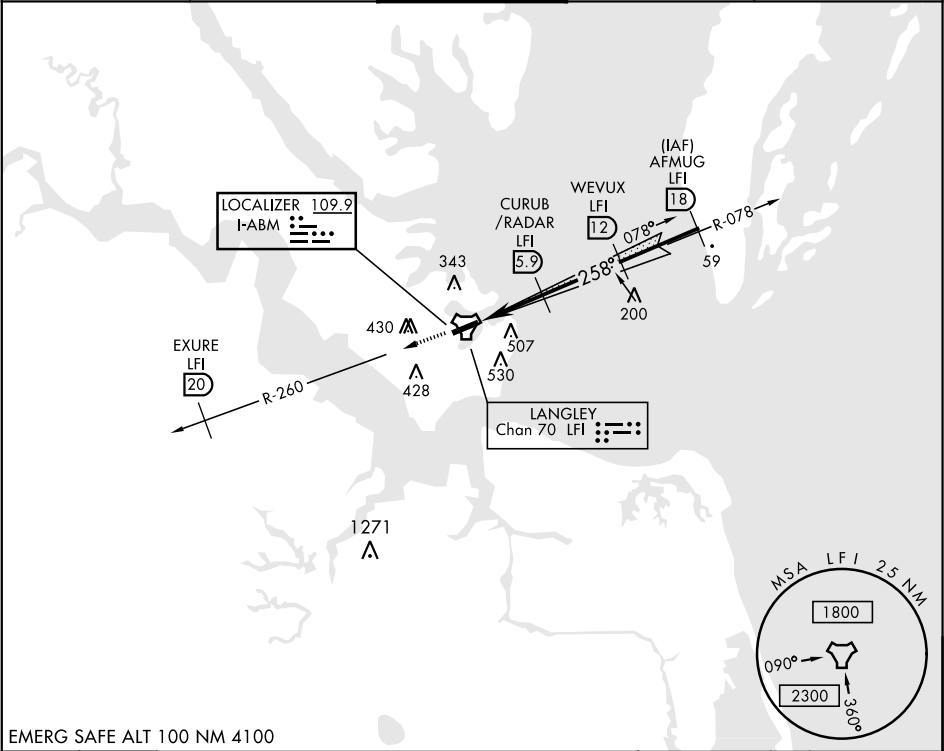 (IAF)
AFMUG
LFI
18
WEVUX
LFI
12
CURUB
/RADAR
LFI
5.9
R-078
078°
258°
59
200
LOCALIZER 109.9
I-ABM
343
430
507
530
428
EXURE
LFI
20
R-260
LANGLEY
Chan 70 LFI
1271
MSA LFI 25 NM
1800
090°
2300
360°
EMERG SAFE ALT 100 NM 4100